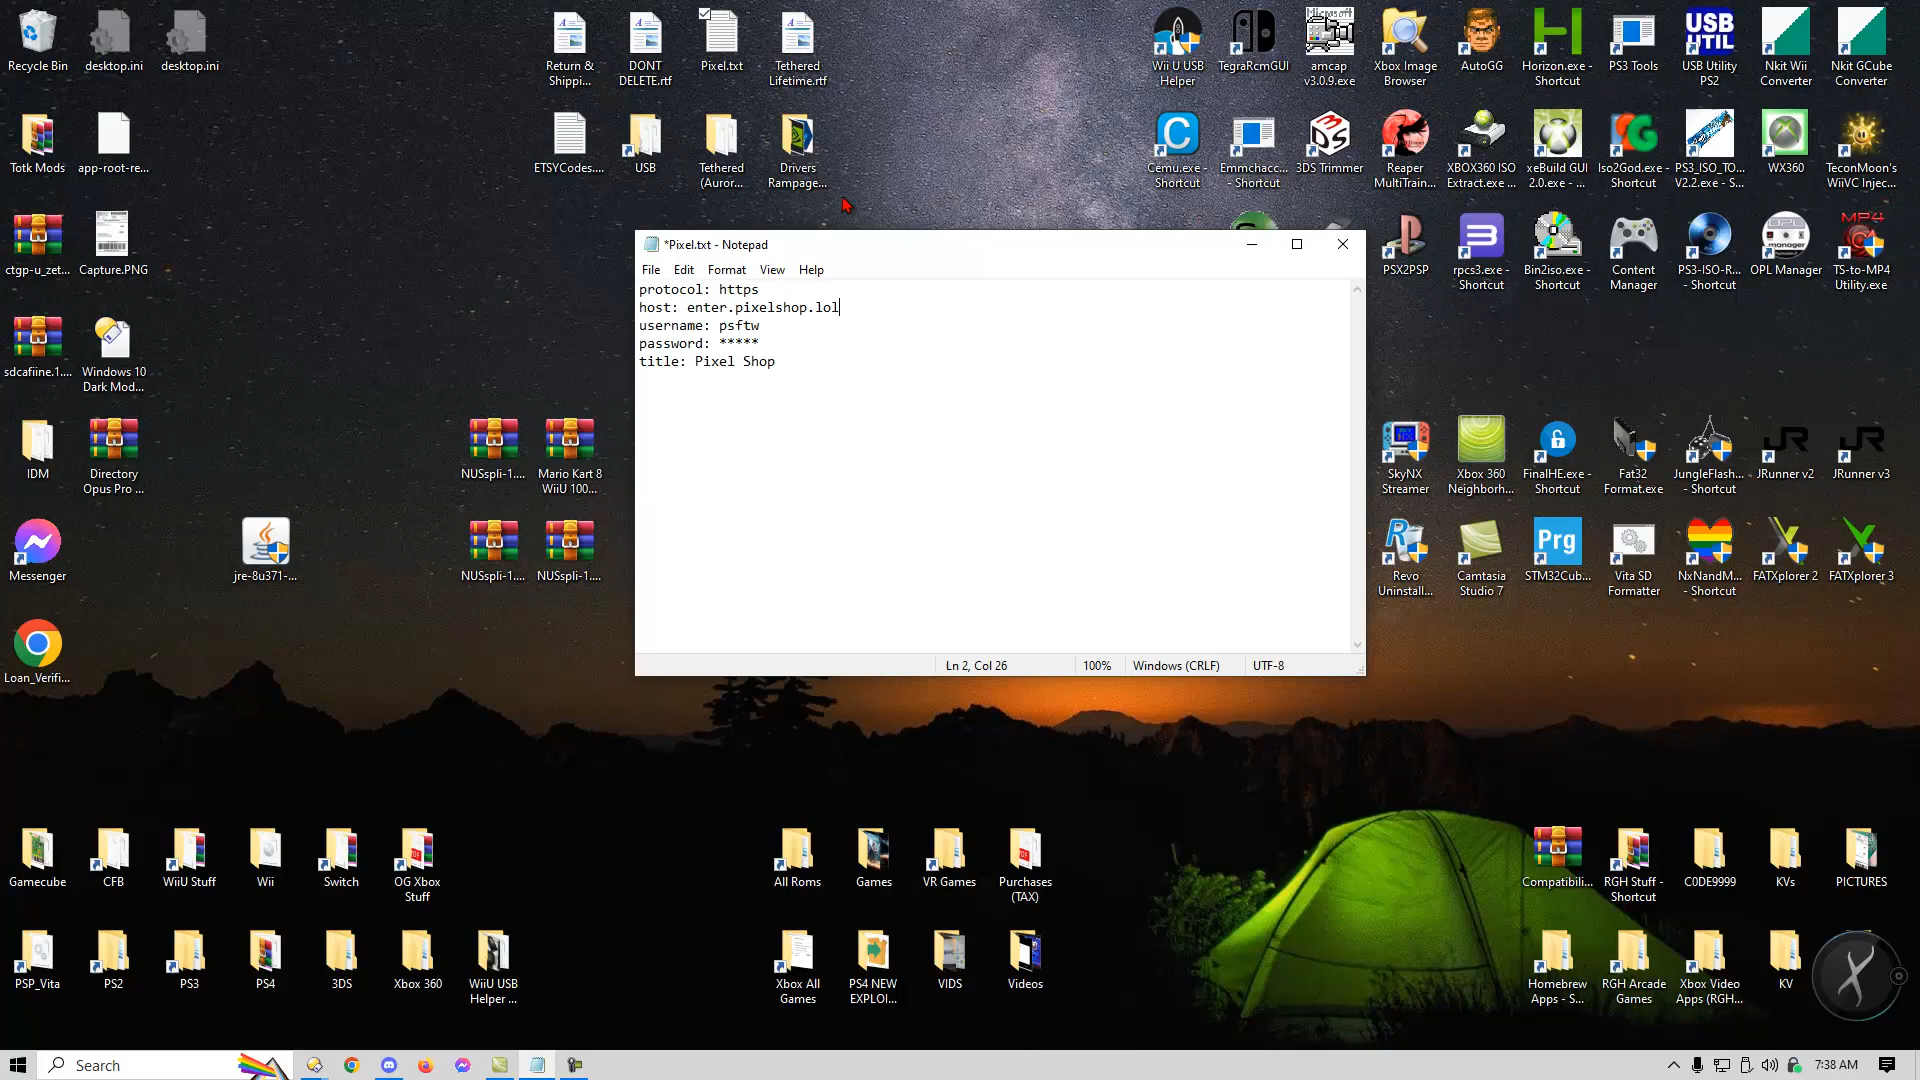 Recycle Bin
desktop.ini
desktop.ini
Return &
Shippi...
DONT
DELETE.rtf
Pixel.txt
Tethered
Lifetime.rtf
Microsoft
USB
UTIL
Wii U USB
Helper
TegraRcmGUI
amcap
v3.0.9.exe
Xbox Image
Browser
AutoGG
Horizon.exe -
Shortcut
PS3 Tools
USB Utility
PS2
Nkit Wii
Converter
Nkit GCube
Converter
Totk Mods
app-root-re...
ETSYCodes....
USB
Tethered
(Auror...
Drivers
Rampage...
Cemu.exe -
Shortcut
Emmchacc...
- Shortcut
3DS Trimmer
Reaper
MultiTrain...
XBOX360 ISO
Extract.exe ...
xeBuild GUI
2.0.exe - ...
Iso2God.exe -
Shortcut
PS3_ISO_TO...
V2.2.exe - S...
WX360
TeconMoon's
WiiVC Injec...
ctgp-u_zet...
Capture.PNG
PSX2PSP
rpcs3.exe -
Shortcut
Bin2iso.exe -
Shortcut
Content
Manager
PS3-ISO-R...
- Shortcut
OPL
manager
OPL Manager
MP4
TS-to-MP4
Utility.exe
*Pixel.txt - Notepad
File Edit Format View Help
protocol: https
host: enter.pixelshop.lol
username: psftw
password: *****
title: Pixel Shop
Ln 2, Col 26
100%
Windows (CRLF)
UTF-8
sdcafiine.1....
Windows 10
Dark Mod...
IDM
Directory
Opus Pro ...
NUSspli-1....
Mario Kart 8
WiiU 100...
SkyNX
Streamer
Xbox 360
Neighborh...
FinalHE.exe -
Shortcut
Fat32
Format.exe
JungleFlash...
- Shortcut
JR
JRunner v2
JR
JRunner v3
Messenger
jre-8u371-...
NUSspli-1....
NUSspli-1....
Revo
Uninstall...
Camtasia
Studio 7
Prg
STM32Cub...
Vita SD
Formatter
NxNandM...
- Shortcut
FATXplorer 2
FATXplorer 3
Loan_Verifi...
Gamecube
CFB
WiiU Stuff
Wii
Switch
OG Xbox
Stuff
All Roms
Games
VR Games
Purchases
(TAX)
Compatibili...
RGH Stuff -
Shortcut
C0DE9999
KVs
PICTURES
PSP_Vita
PS2
PS3
PS4
3DS
Xbox 360
WiiU USB
Helper ...
Xbox All
Games
PS4 NEW
EXPLOI...
VIDS
Videos
Homebrew
Apps - S...
RGH Arcade
Games
Xbox Video
Apps (RGH...
KV
Search
7:38 AM